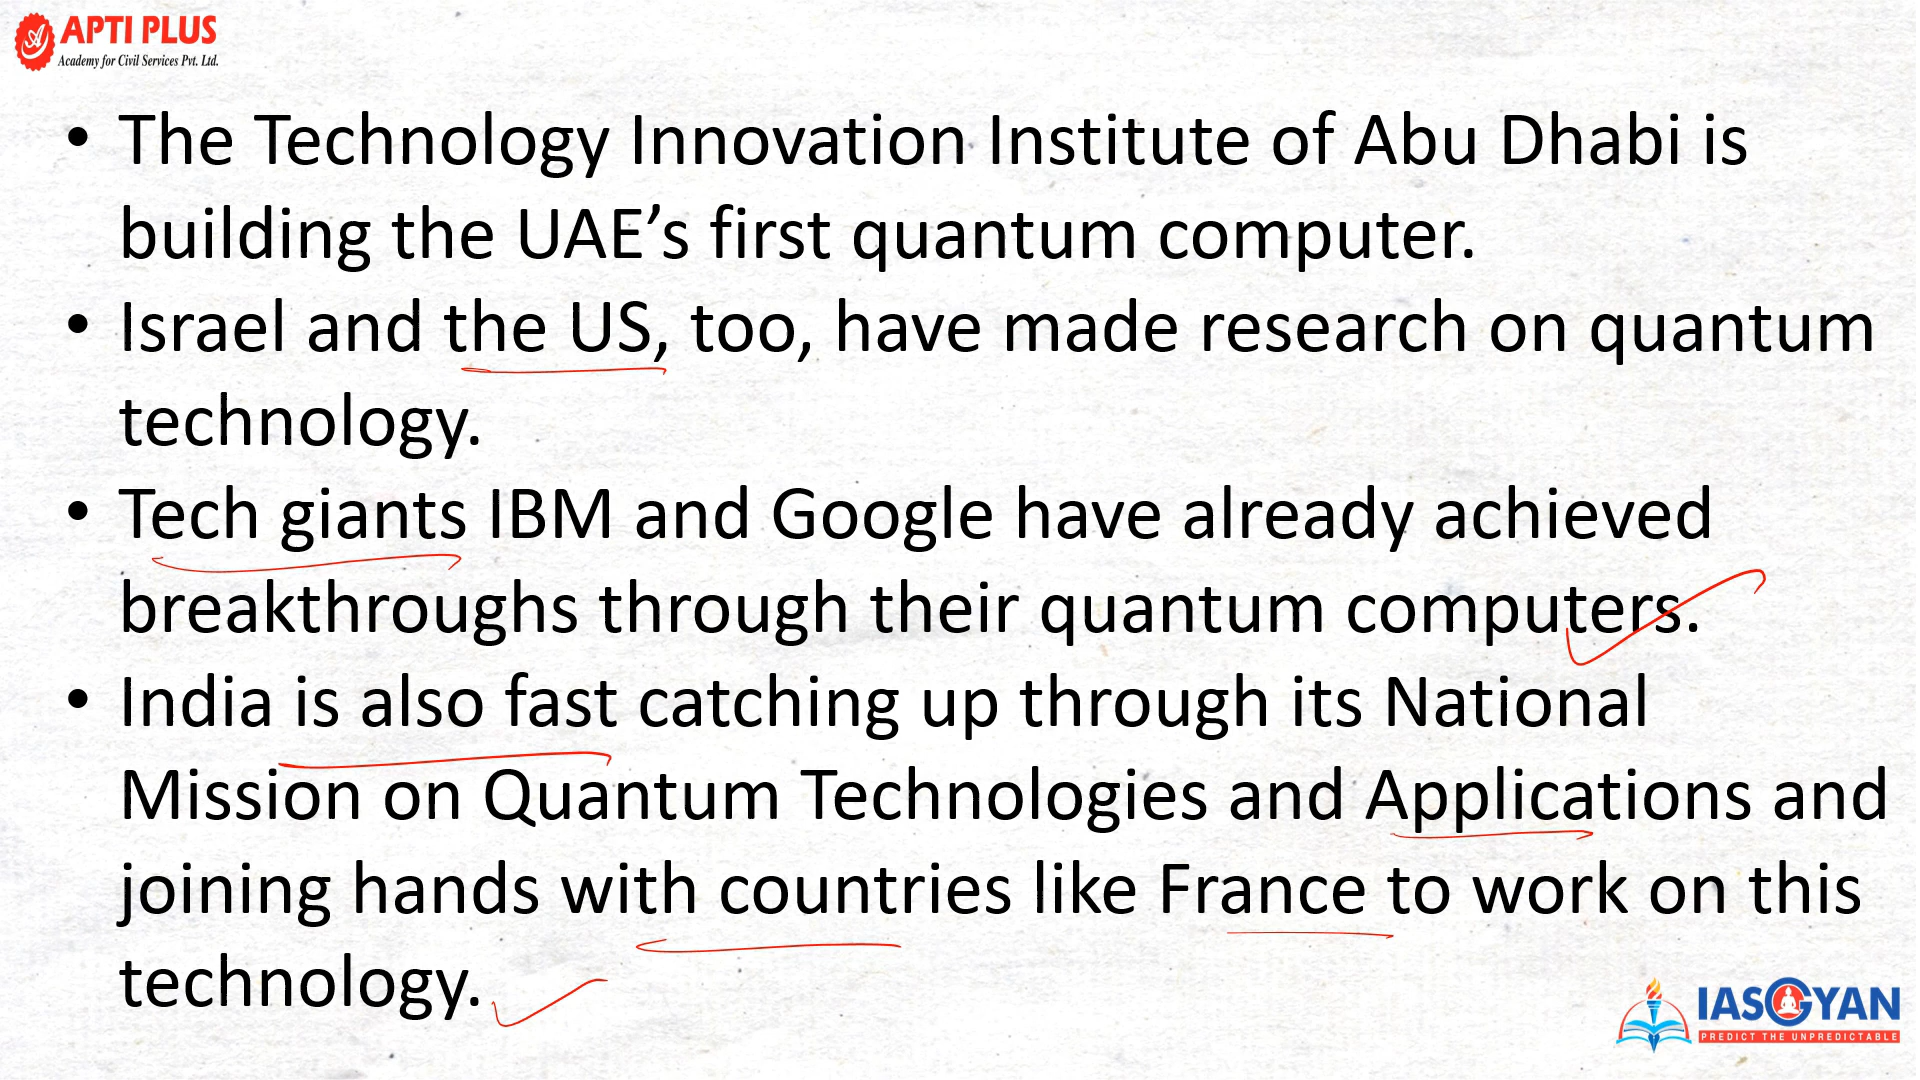 APTI PLUS
Academy for Civil Services Pvt. Ltd.
• The Technology Innovation Institute of Abu Dhabi is
building the UAE’s first quantum computer.
• Israel and the US, too, have made research on quantum
technology.
• Tech giants IBM and Google have already achieved
breakthroughs through their quantum computers.
• India is also fast catching up through its National
Mission on Quantum Technologies and Applications and
joining hands with countries like France to work on this
technology.
IASGYAN
PREDICT THE UNPREDICTABLE